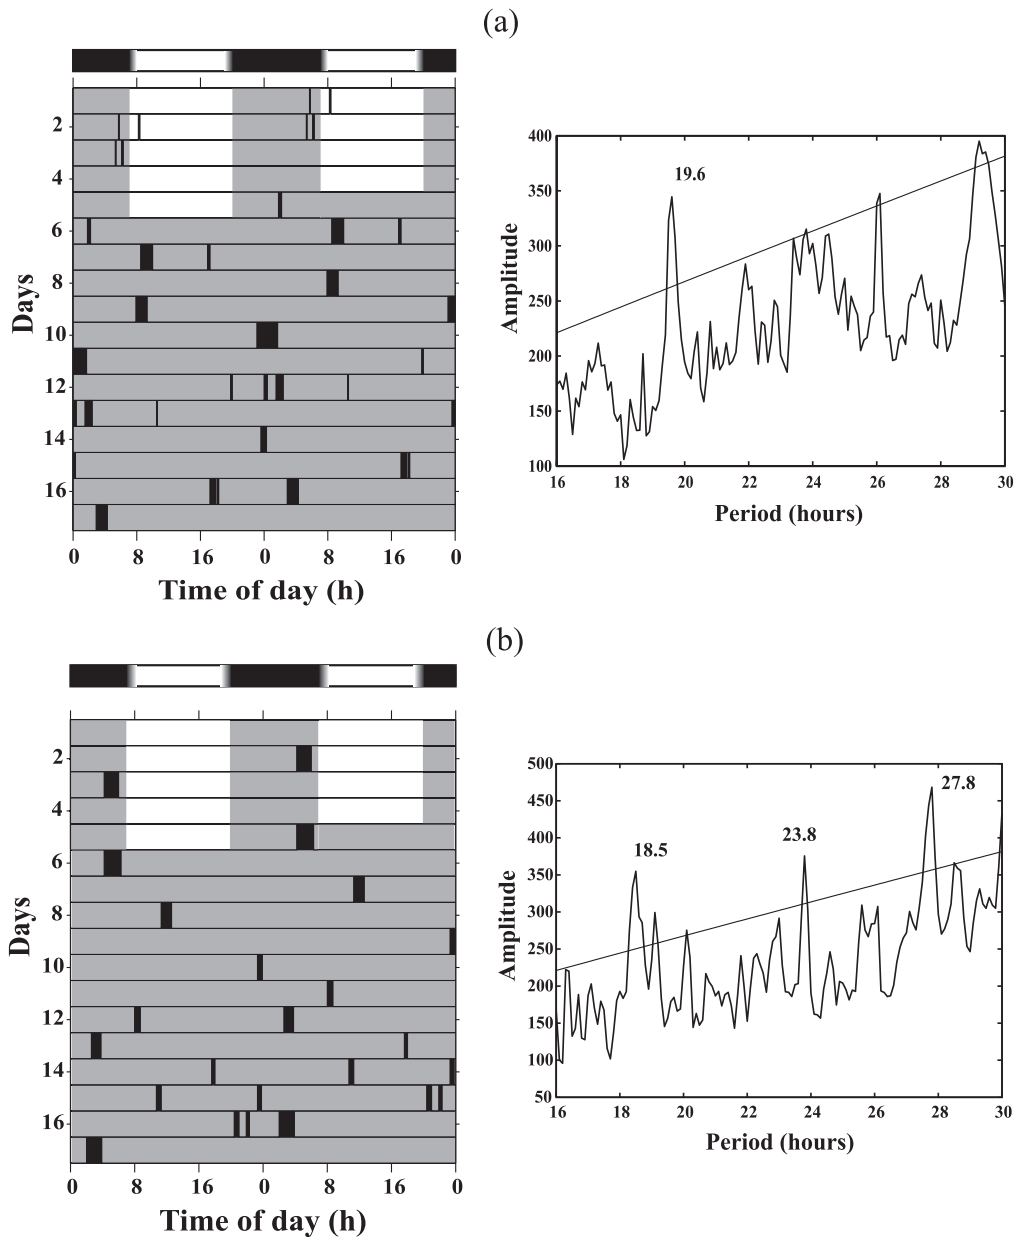 (a)
2
4
6
8
10
12
14
16
Days
0 8 16 0 8 16 0
Time of day (h)
400
350
300
250
200
150
100
Amplitude
19.6
16 18 20 22 24 26 28 30
Period (hours)
(b)
2
4
6
8
10
12
14
16
Days
0 8 16 0 8 16 0
Time of day (h)
500
450
400
350
300
250
200
150
100
50
Amplitude
18.5
23.8
27.8
16 18 20 22 24 26 28 30
Period (hours)